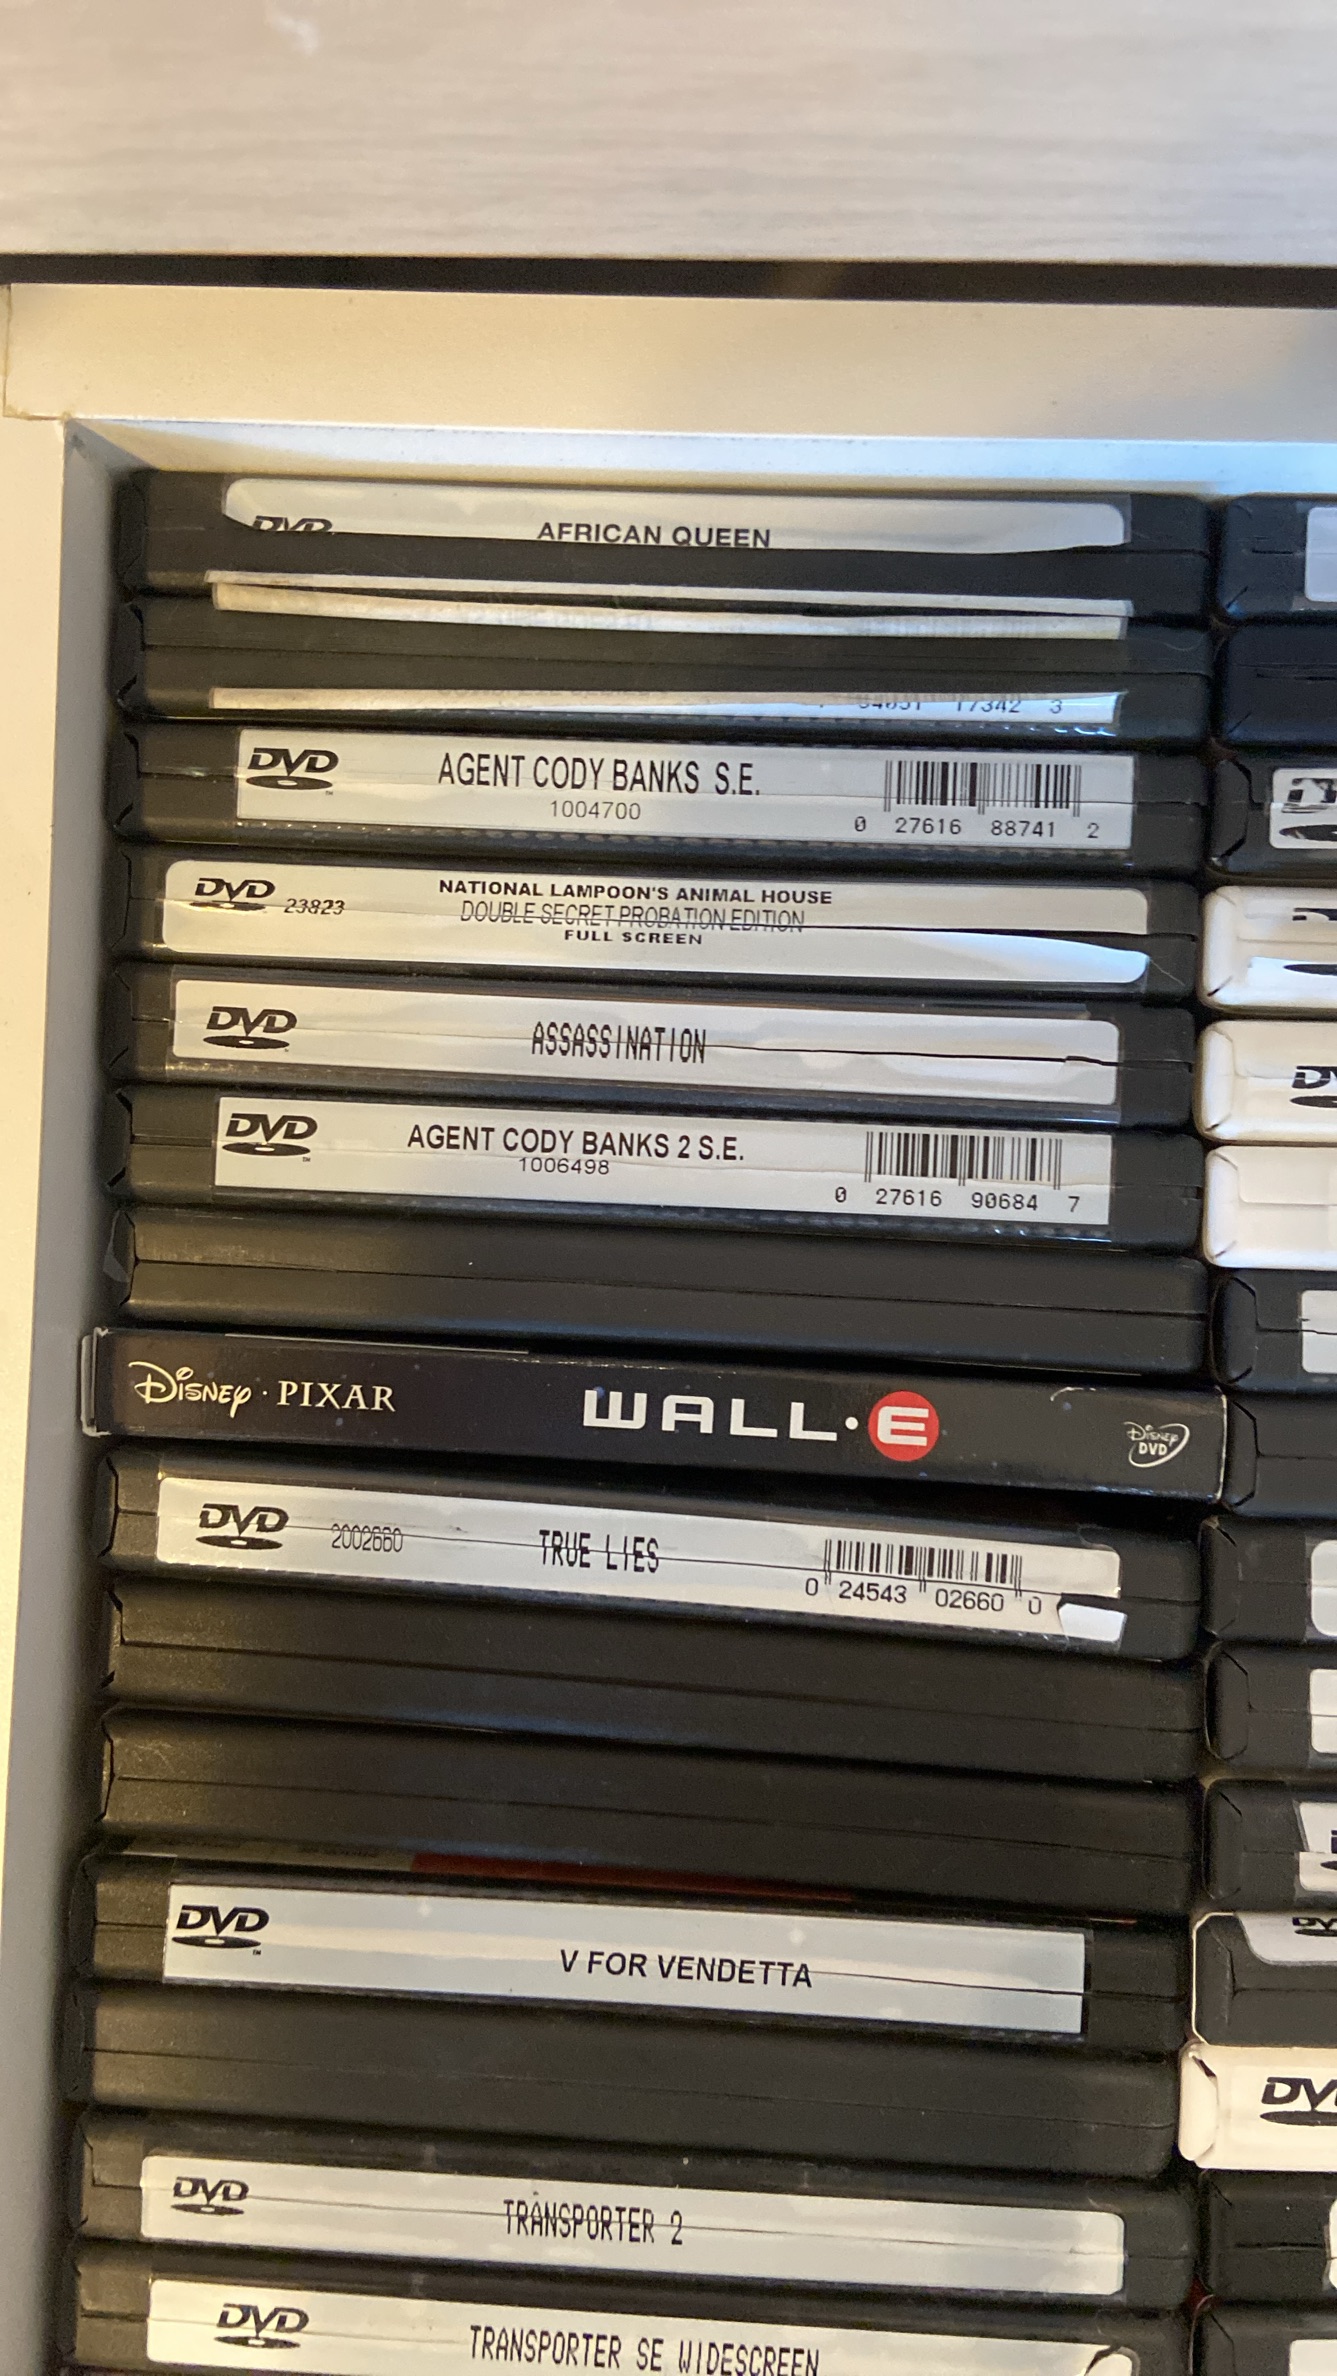 DVD
AFRICAN QUEEN
17342 3
DVD
AGENT CODY BANKS S.E.
1004700
0 27616 88741 2
DVD 23823
NATIONAL LAMPOON'S ANIMAL HOUSE
DOUBLE SECRET PROBATION EDITION
FULL SCREEN
DVD
ASSASSINATION
DVD
AGENT CODY BANKS 2 S.E.
1006498
0 27616 90684 7
DISNEY · PIXAR WALL·E DISNEY DVD
DVD 2002660 TRUE LIES
0 24543 02660 0
DVD
V FOR VENDETTA
DVD
TRANSPORTER 2
DVD
TRANSPORTER SE WIDESCREEN